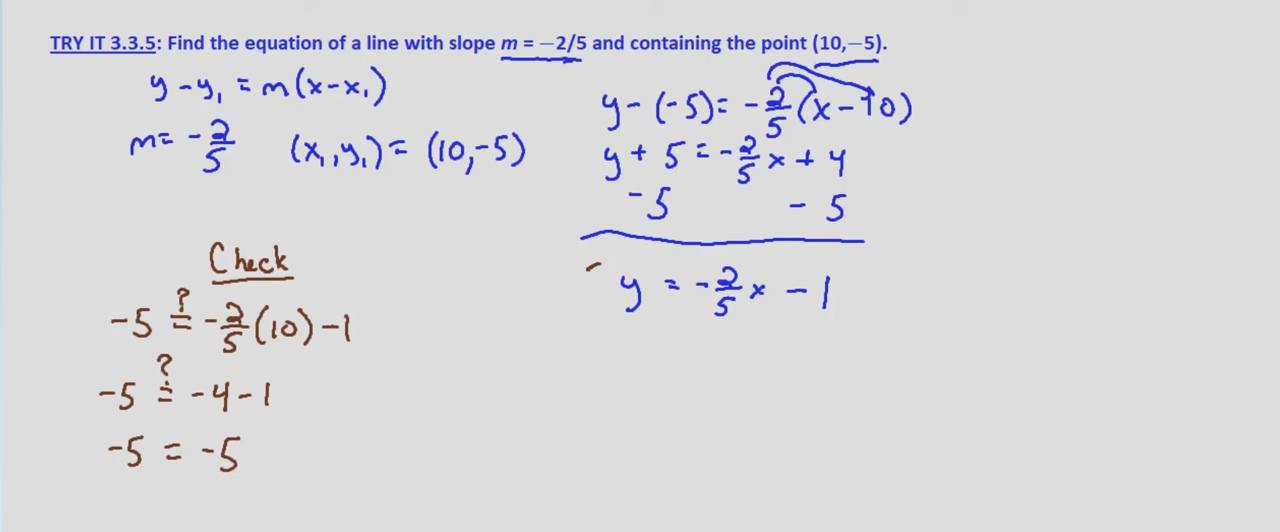 TRY IT 3.3.5: Find the equation of a line with slope m = −2/5 and containing the point (10,−5).
y - y₁ = m(x - x₁)
m = -2/5 (x₁, y₁) = (10, -5)
y - (-5) = -2/5 (x - 10)
y + 5 = -2/5 x + 4
-5 - 5
y = -2/5 x - 1
Check
-5 ≟ -2/5 (10) - 1
-5 ≟ -4 - 1
-5 = -5